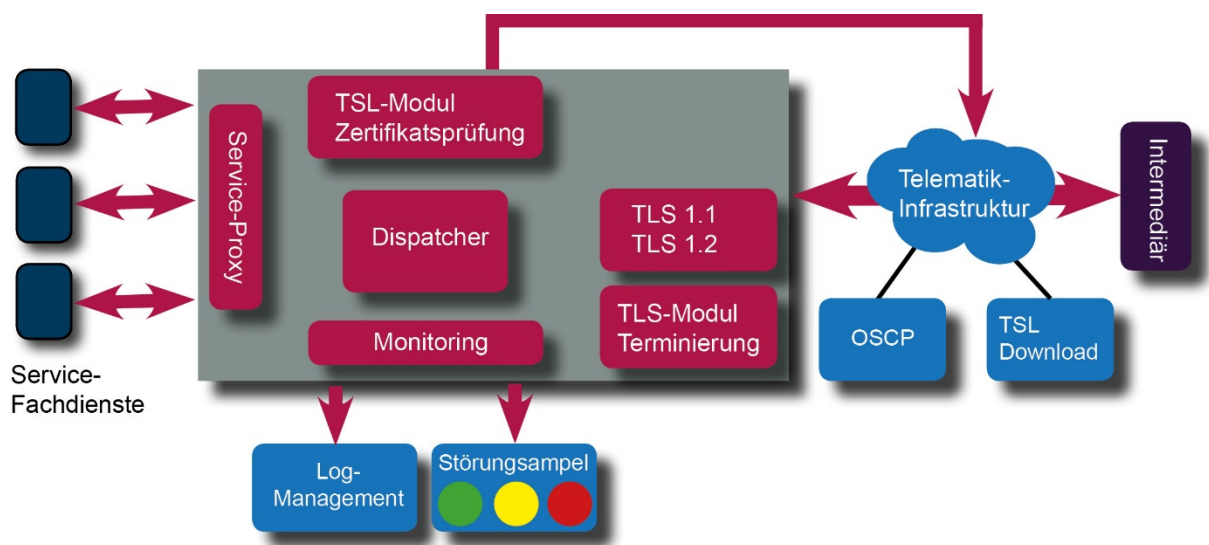 TSL-Modul
Zertifikatsprüfung
Service-Proxy
Dispatcher
TLS 1.1
TLS 1.2
TLS-Modul
Terminierung
Monitoring
Telematik-
Infrastruktur
Intermediär
OSCP
TSL
Download
Service-
Fachdienste
Log-
Management
Störungsampel